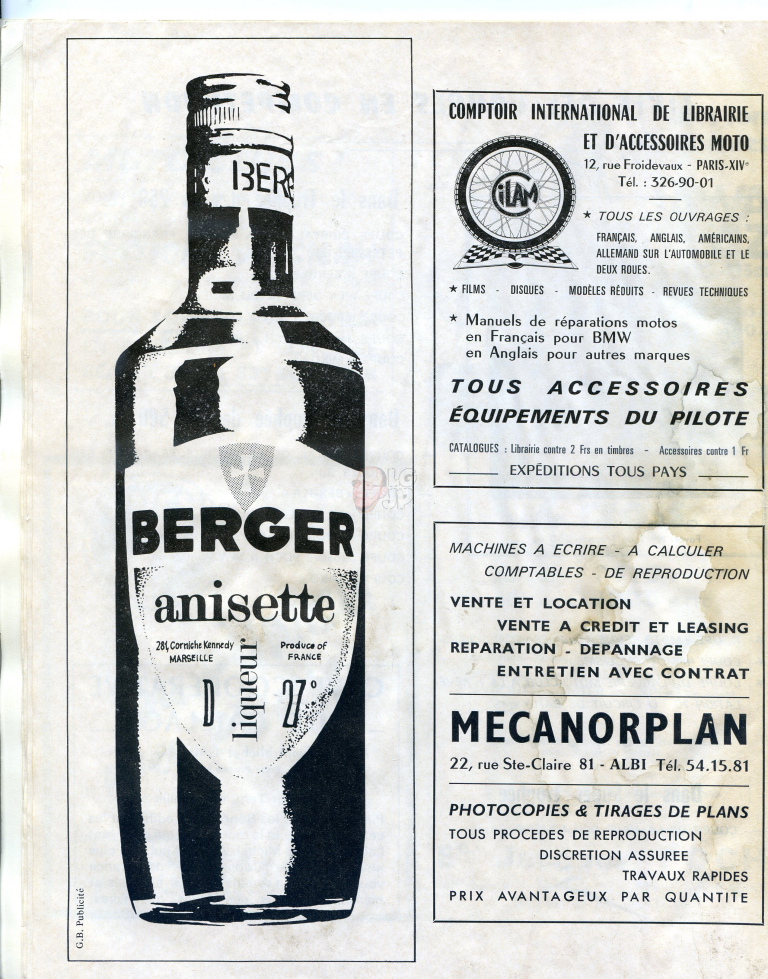 BERGER
anisette
281, Corniche Kennedy
MARSEILLE
Produce of
FRANCE
D
liqueur
27°
G.B. Publicité
COMPTOIR INTERNATIONAL DE LIBRAIRIE
ET D'ACCESSOIRES MOTO
12, rue Froidevaux - PARIS-XIVe
Tél. : 326-90-01
CiLAM
* TOUS LES OUVRAGES :
FRANÇAIS, ANGLAIS, AMÉRICAINS,
ALLEMAND SUR L'AUTOMOBILE ET LE
DEUX ROUES.
* FILMS - DISQUES - MODÈLES RÉDUITS - REVUES TECHNIQUES
* Manuels de réparations motos
en Français pour BMW
en Anglais pour autres marques
TOUS ACCESSOIRES
ÉQUIPEMENTS DU PILOTE
CATALOGUES : Librairie contre 2 Frs en timbres - Accessoires contre 1 Fr
EXPÉDITIONS TOUS PAYS
LG
JP
MACHINES A ECRIRE - A CALCULER
COMPTABLES - DE REPRODUCTION
VENTE ET LOCATION
VENTE A CREDIT ET LEASING
REPARATION - DEPANNAGE
ENTRETIEN AVEC CONTRAT
MECANORPLAN
22, rue Ste-Claire 81 - ALBI Tél. 54.15.81
PHOTOCOPIES & TIRAGES DE PLANS
TOUS PROCEDES DE REPRODUCTION
DISCRETION ASSUREE
TRAVAUX RAPIDES
PRIX AVANTAGEUX PAR QUANTITE